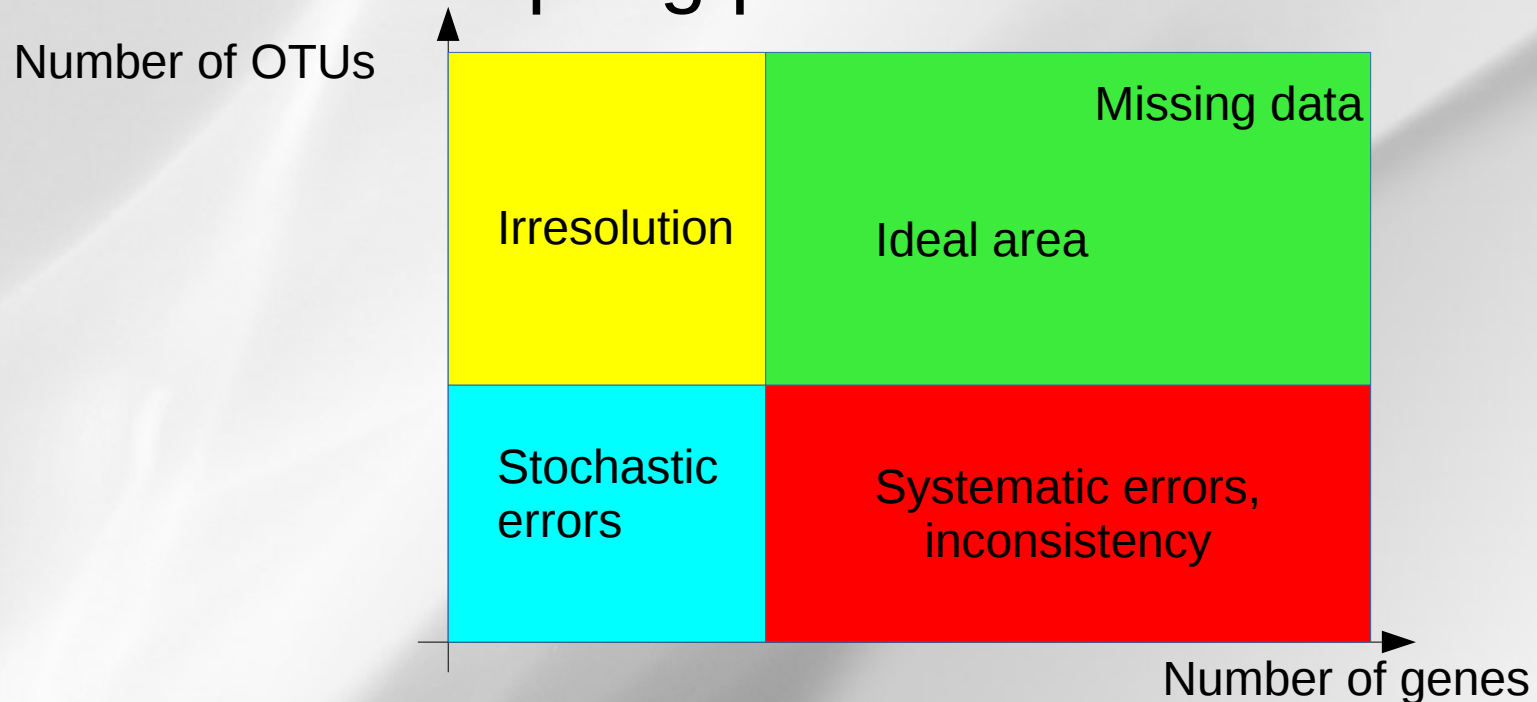 Number of OTUs
Missing data
Irresolution
Ideal area
Stochastic
errors
Systematic errors,
inconsistency
Number of genes